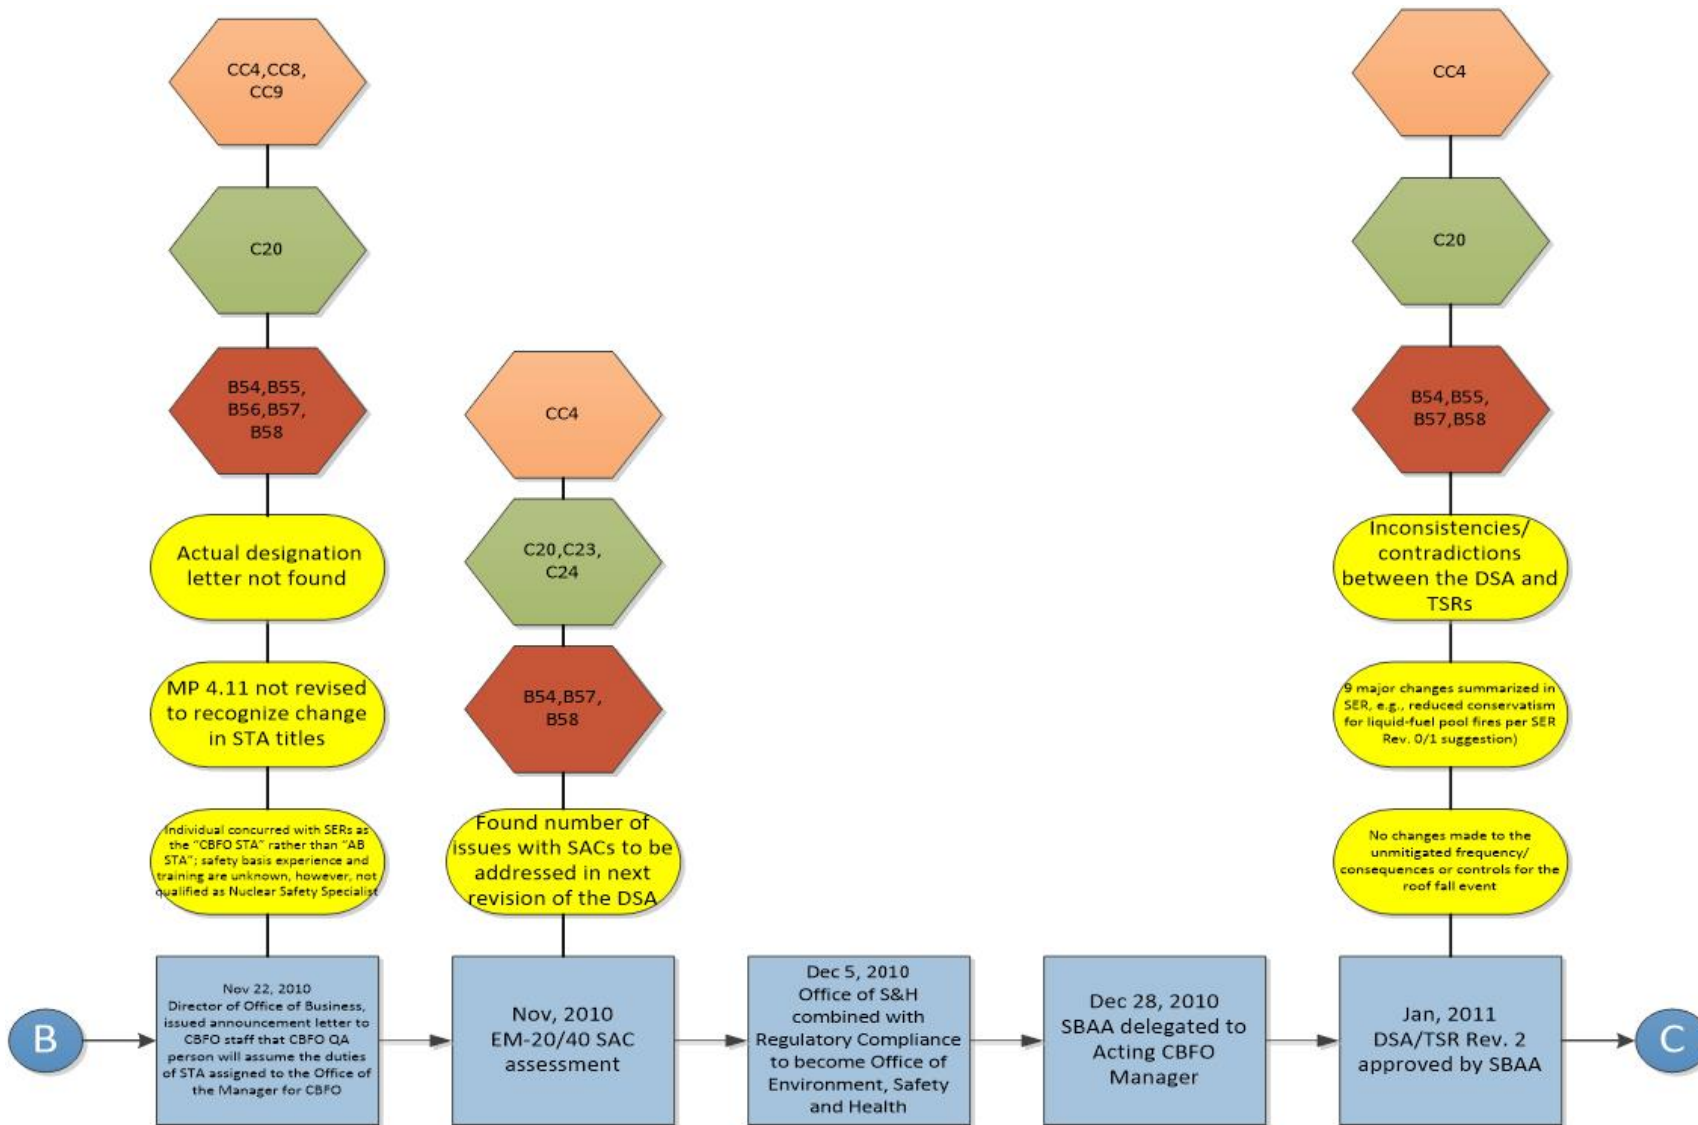 CC4,CC8,
CC9
C20
B54,B55,
B56,B57,
B58
Actual designation
letter not found
MP 4.11 not revised
to recognize change
in STA titles
Individual concurred with SERs as
the “CBFO STA” rather than “AB
STA”; safety basis experience and
training are unknown, however, not
qualified as Nuclear Safety Specialist
Nov 22, 2010
Director of Office of Business,
issued announcement letter to
CBFO staff that CBFO QA
person will assume the duties
of STA assigned to the Office of
the Manager for CBFO
CC4
C20,C23,
C24
B54,B57,
B58
Found number of
issues with SACs to be
addressed in next
revision of the DSA
Nov, 2010
EM-20/40 SAC
assessment
Dec 5, 2010
Office of S&H
combined with
Regulatory Compliance
to become Office of
Environment, Safety
and Health
Dec 28, 2010
SBAA delegated to
Acting CBFO
Manager
CC4
C20
B54,B55,
B57,B58
Inconsistencies/
contradictions
between the DSA and
TSRs
9 major changes summarized in
SER, e.g., reduced conservatism
for liquid-fuel pool fires per SER
Rev. 0/1 suggestion)
No changes made to the
unmitigated frequency/
consequences or controls for the
roof fall event
Jan, 2011
DSA/TSR Rev. 2
approved by SBAA
B
C